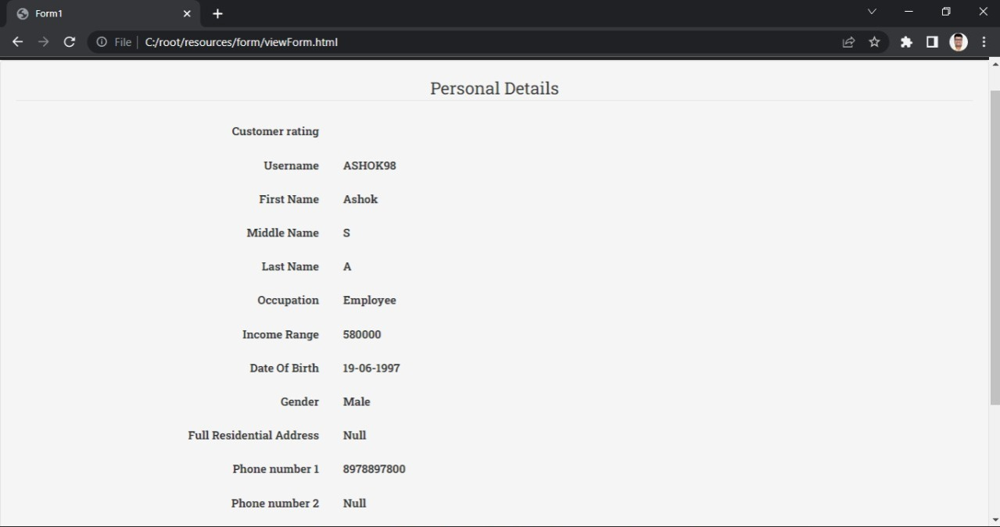 Form1
File C:/root/resources/form/viewForm.html
Personal Details
Customer rating
Username ASHOK98
First Name Ashok
Middle Name S
Last Name A
Occupation Employee
Income Range 580000
Date Of Birth 19-06-1997
Gender Male
Full Residential Address Null
Phone number 1 8978897800
Phone number 2 Null